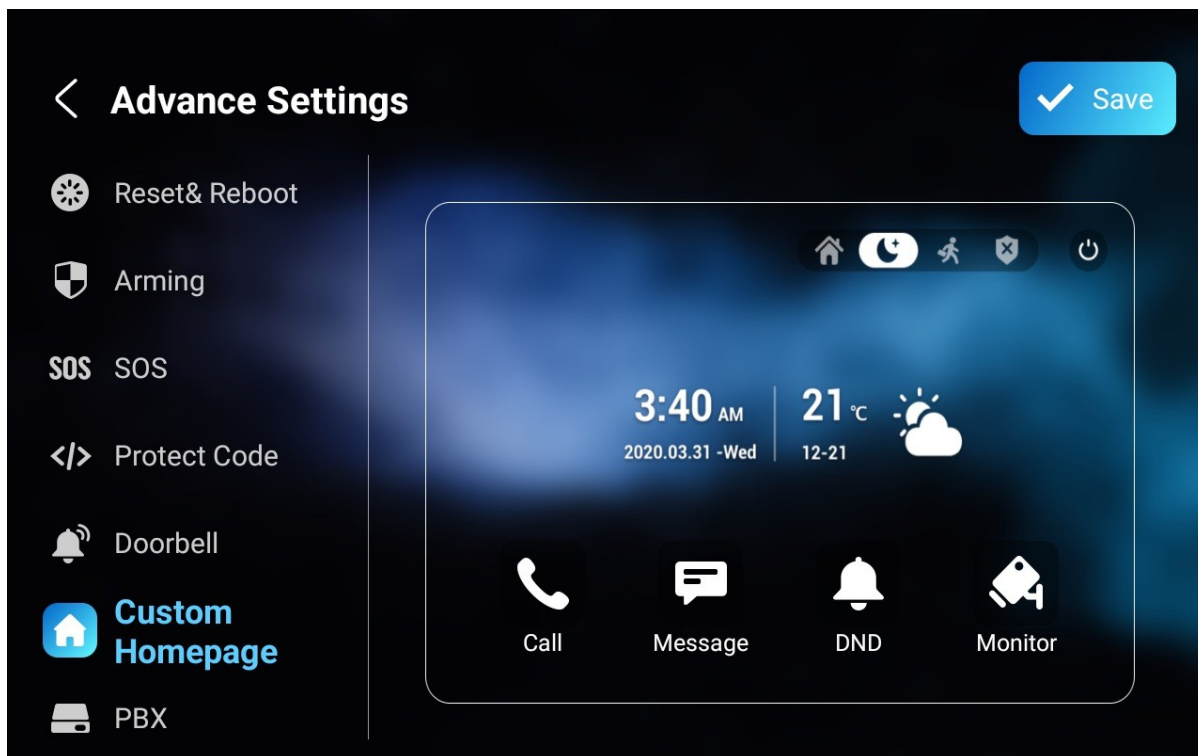 Advance Settings
Save
Reset& Reboot
Arming
SOS SOS
</> Protect Code
Doorbell
Custom
Homepage
PBX
3:40 AM
2020.03.31 -Wed
21 °C
12-21
Call
Message
DND
Monitor